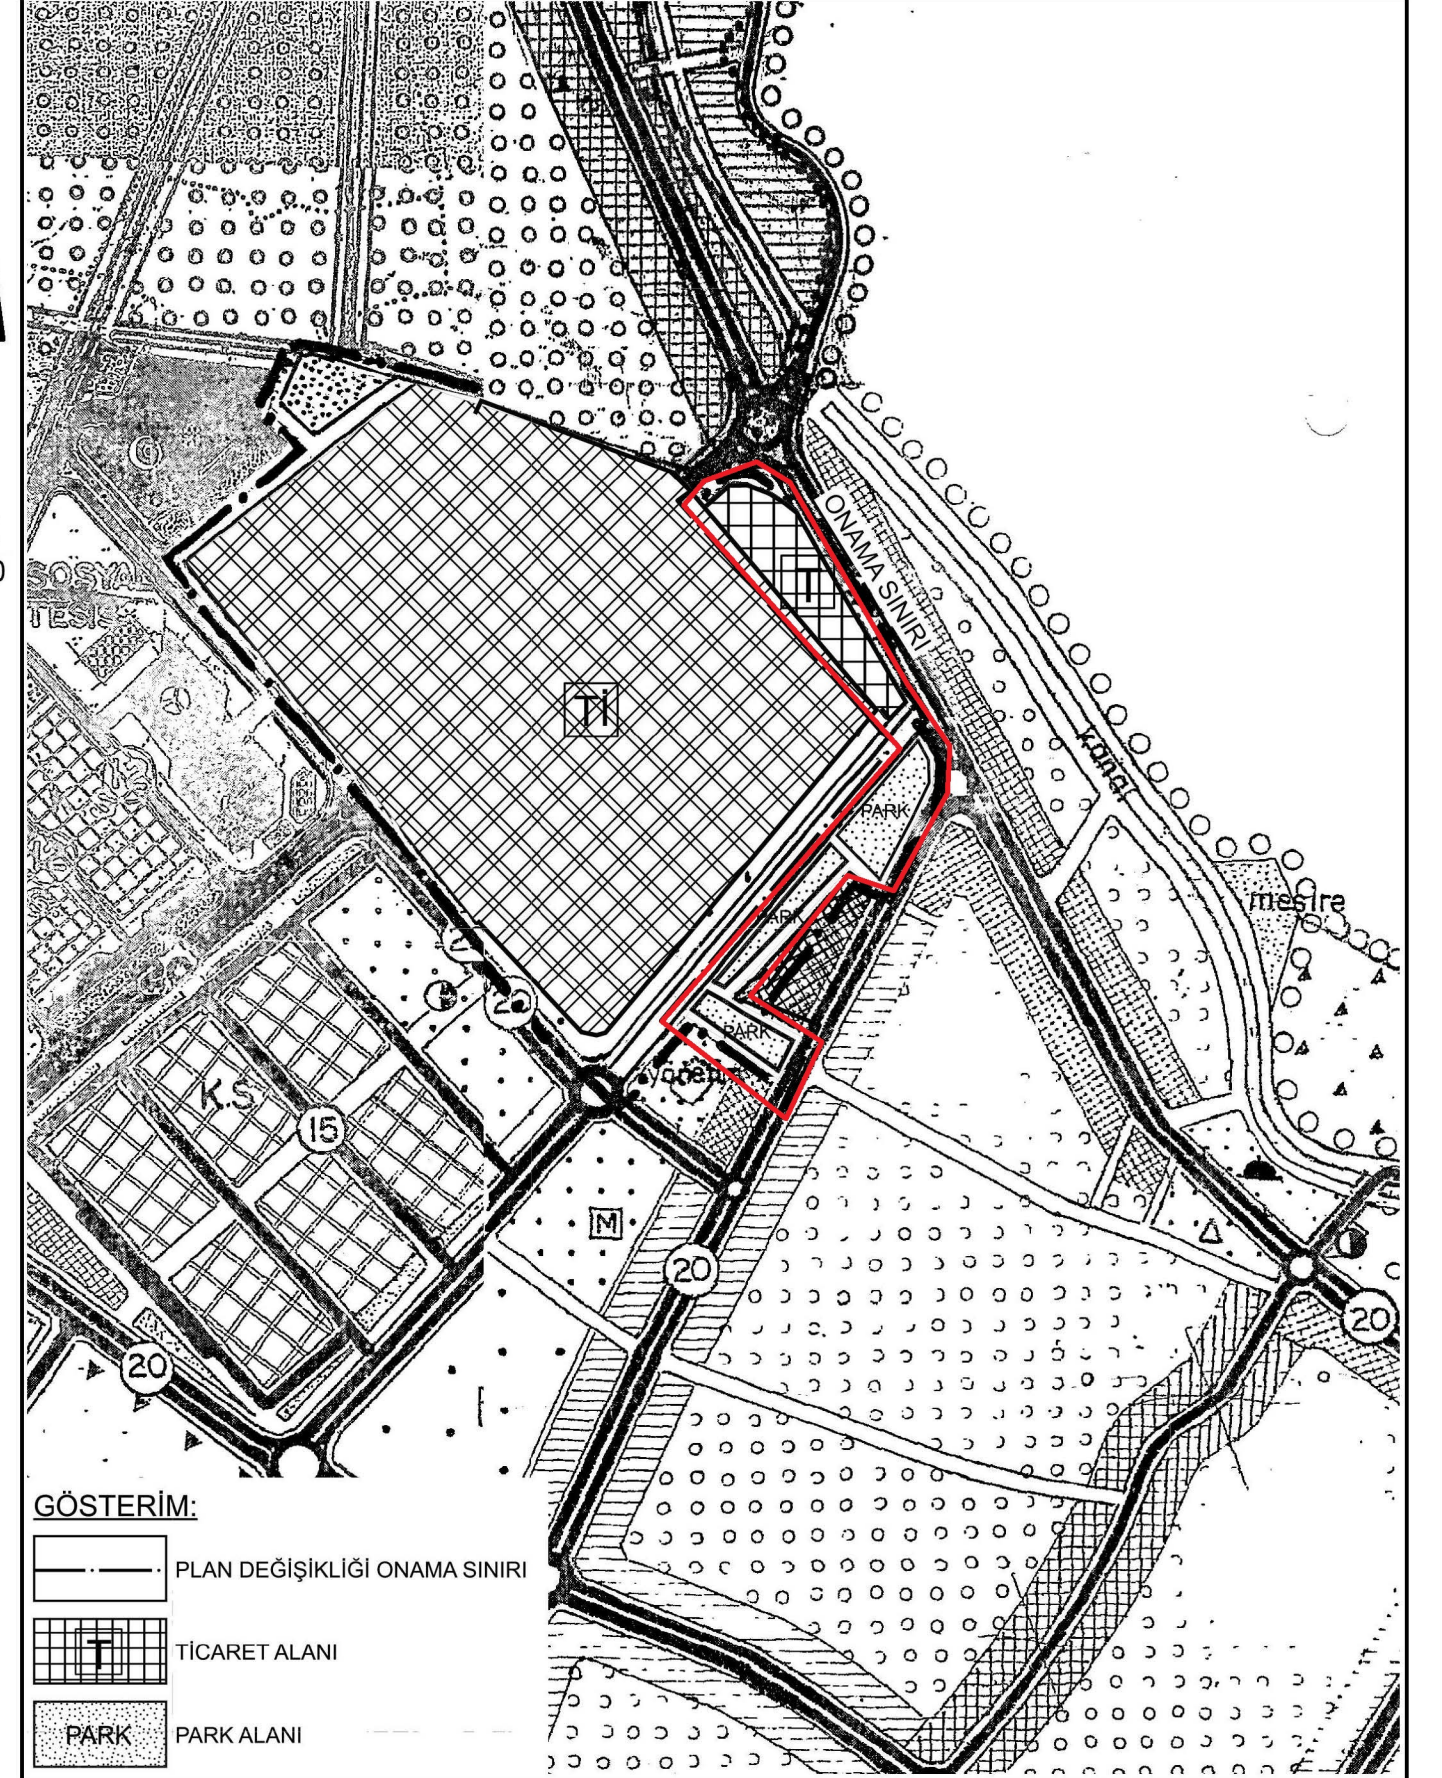 SOSYAL
TESİS
T
ONAMA SINIRI
Tİ
kanal
PARK
mesire
PARK
PARK
K.S
15
M
20
20
20
GÖSTERİM:
PLAN DEĞİŞİKLİĞİ ONAMA SINIRI
T
TİCARET ALANI
PARK
PARK ALANI